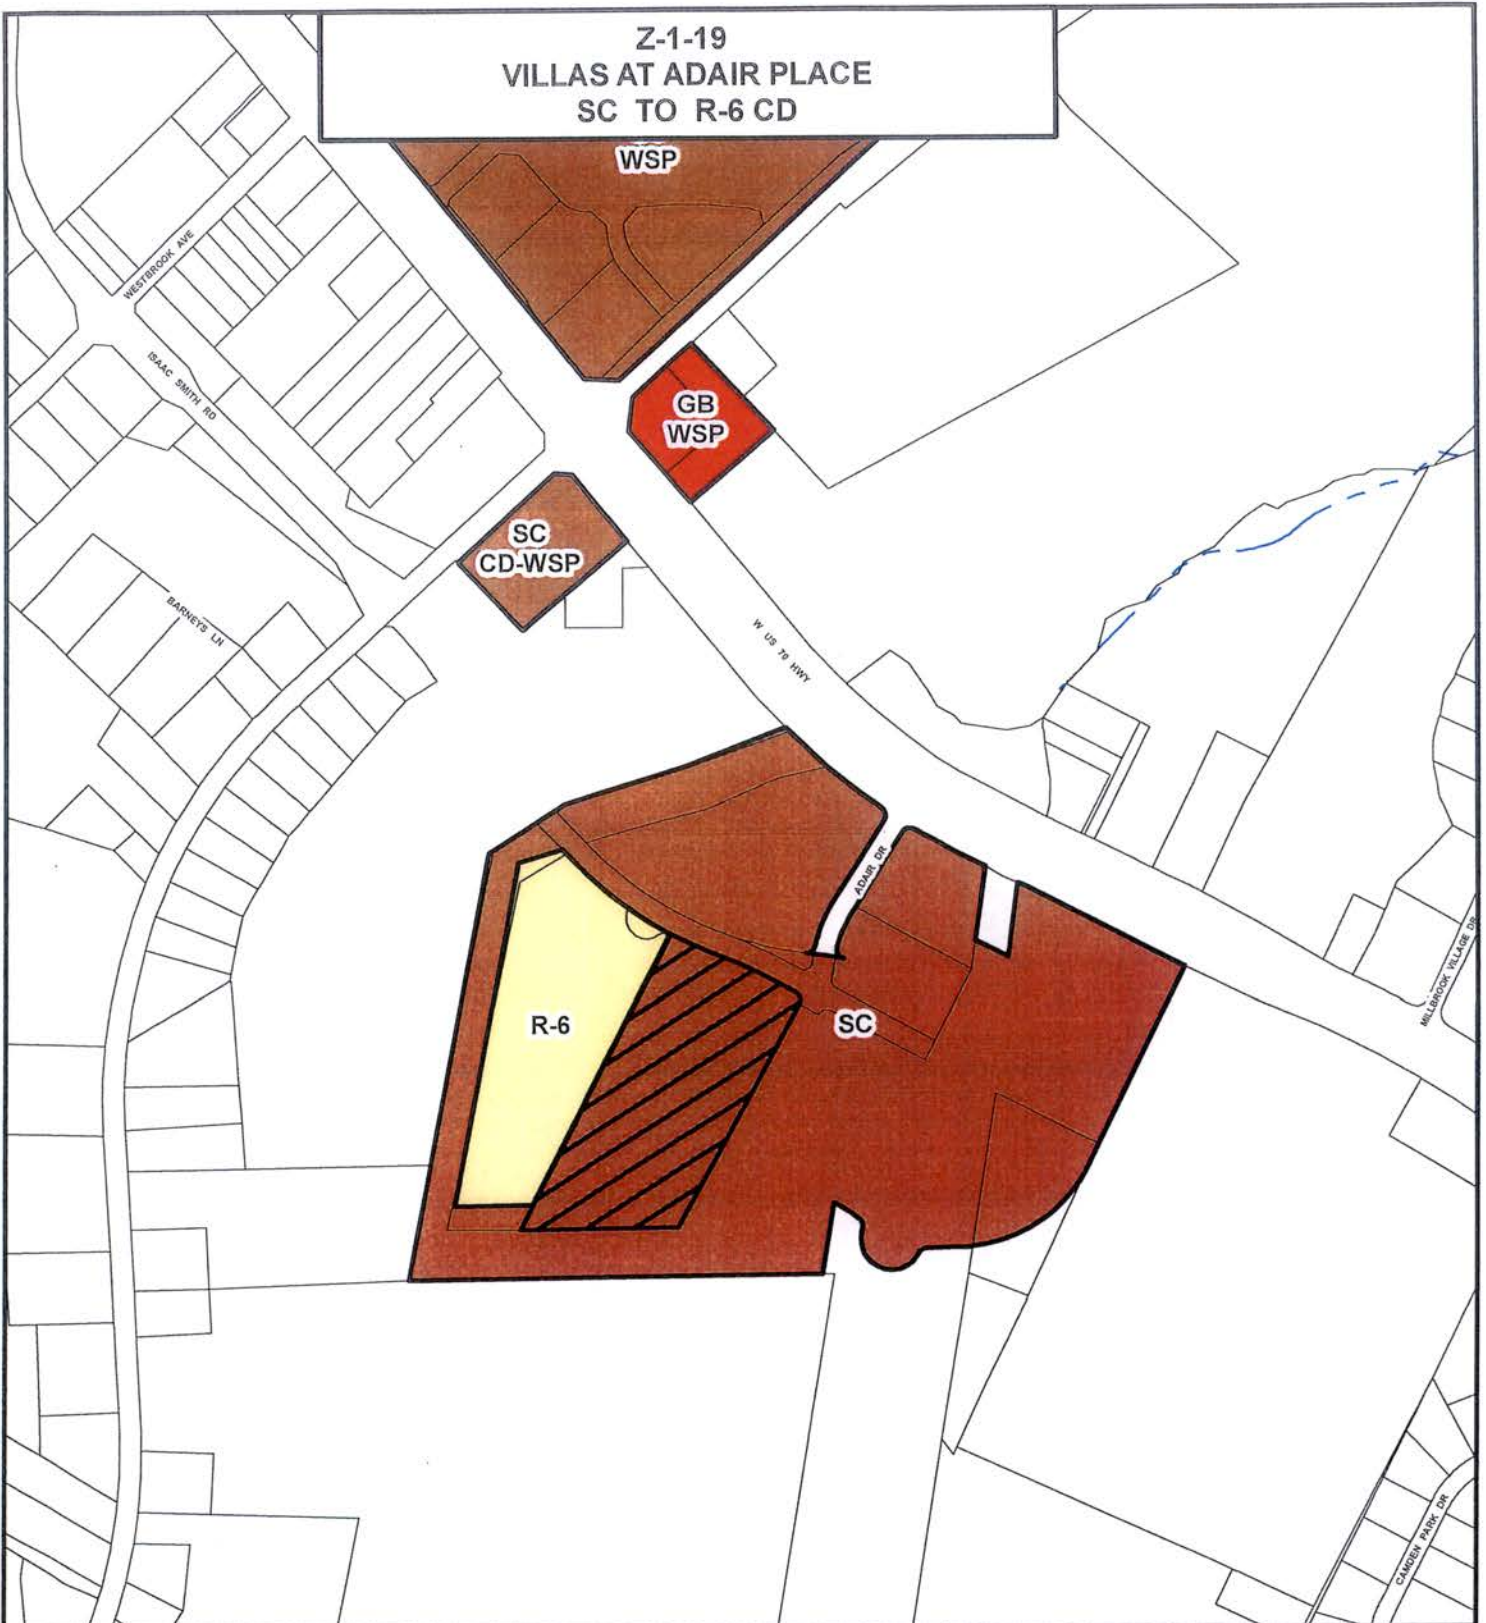 Z-1-19
VILLAS AT ADAIR PLACE
SC TO R-6 CD
WSP
WESTBROOK AVE
ISAAC SMITH RD
GB
WSP
SC
CD-WSP
BARNEYS LN
W US 70 HWY
ADAIR DR
MILLBROOK VILLAGE DR
R-6
SC
CAMDEN PARK DR